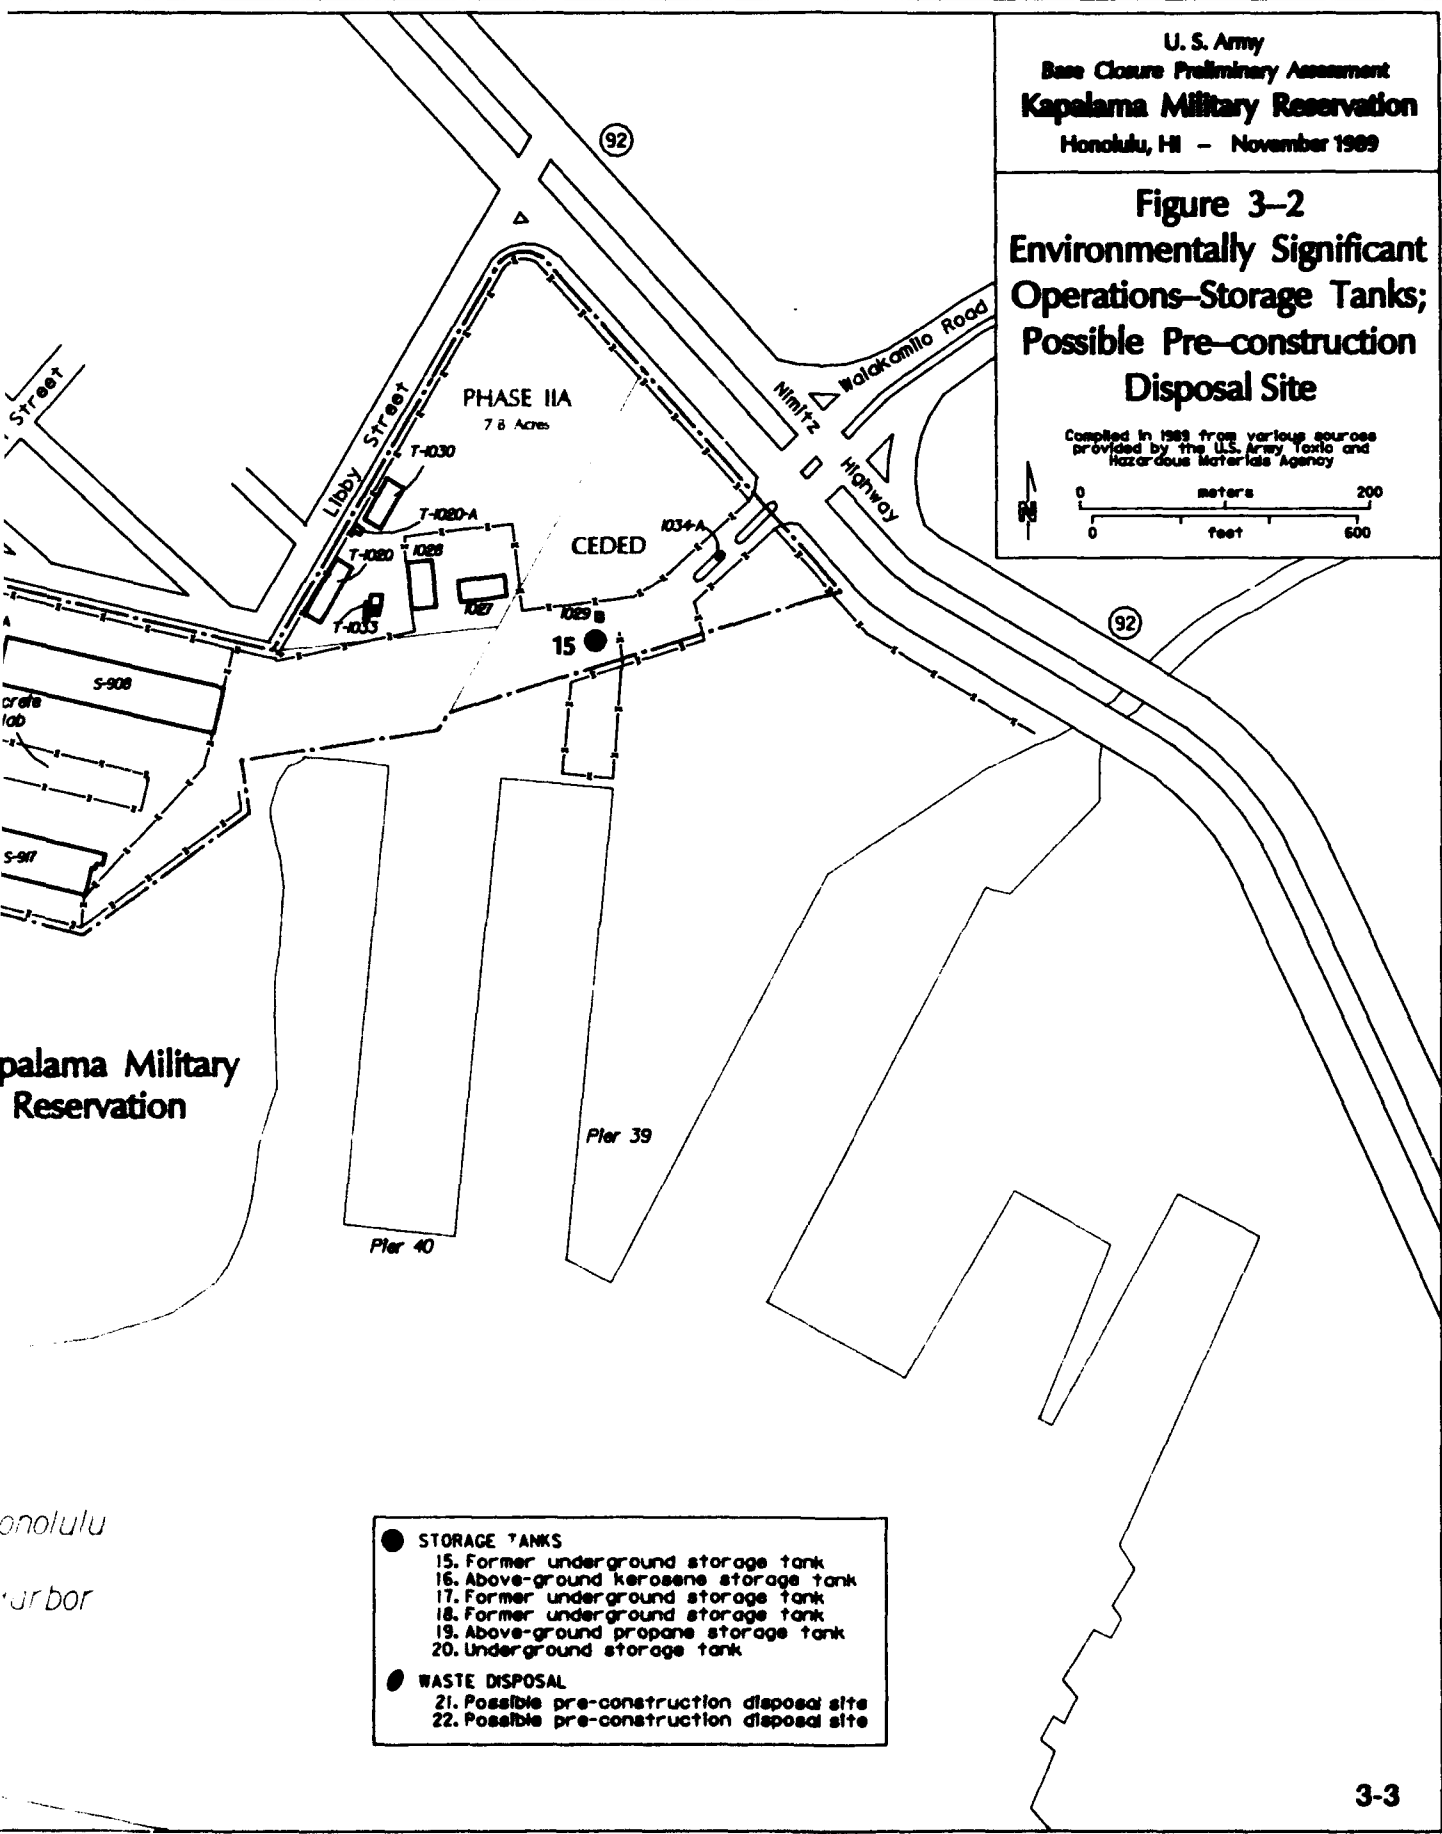 U. S. Army
Base Closure Preliminary Assessment
Kapalama Military Reservation
Honolulu, HI – November 1989
Figure 3–2
Environmentally Significant
Operations–Storage Tanks;
Possible Pre–construction
Disposal Site
Compiled in 1989 from various sources
provided by the U.S. Army Toxic and
Hazardous Materials Agency
N
0 meters 200
0 feet 600
92
Waiakamilo Road
Nimitz
Highway
Street
Libby Street
PHASE IIA
7 8 Acres
T-1030
T-1020-A
1034-A
CEDED
T-1020
1028
1027
1029
T-1033
15
92
A
S-908
crete
lab
S-917
palama Military
Reservation
Pier 39
Pier 40
onolulu
arbor
STORAGE TANKS
15. Former underground storage tank
16. Above-ground kerosene storage tank
17. Former underground storage tank
18. Former underground storage tank
19. Above-ground propane storage tank
20. Underground storage tank
WASTE DISPOSAL
21. Possible pre-construction disposal site
22. Possible pre-construction disposal site
3-3